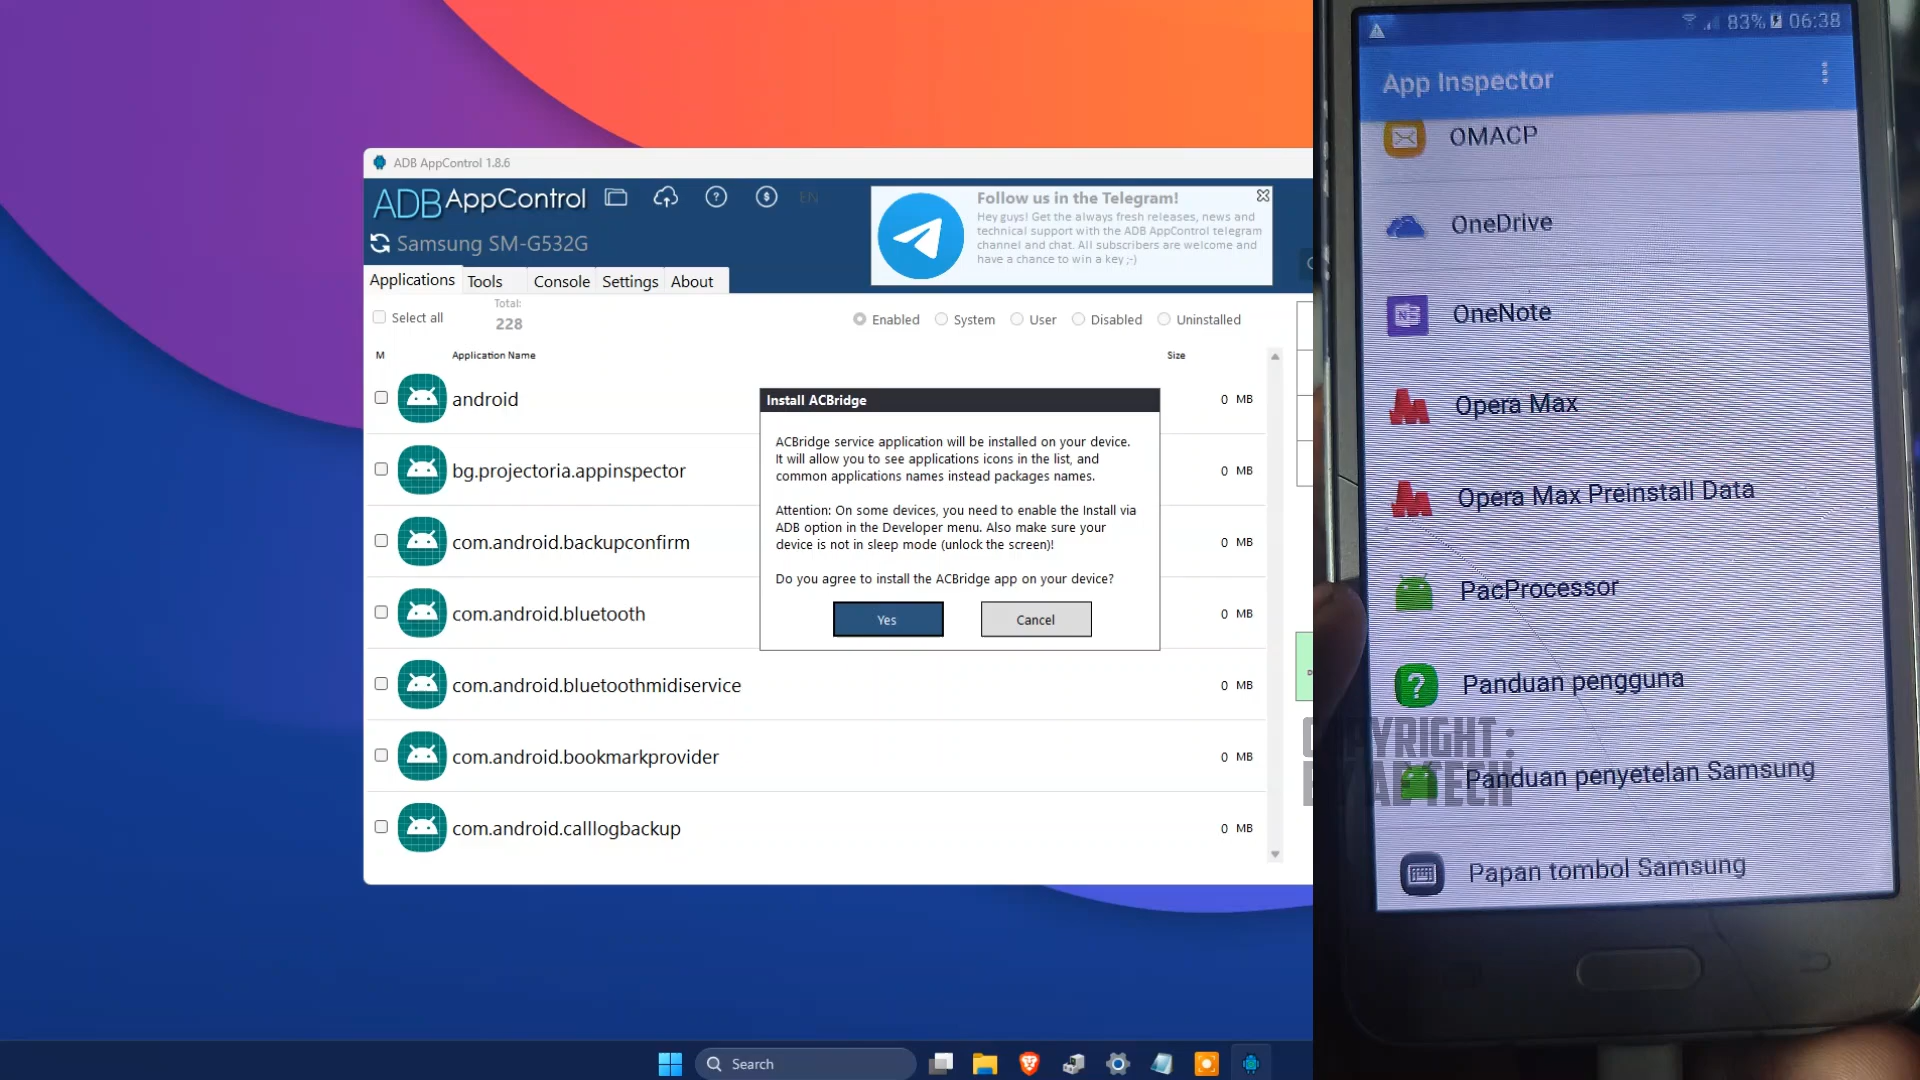 ADB AppControl 1.8.6
ADB AppControl
EN
Samsung SM-G532G
Follow us in the Telegram!
Hey guys! Get the always fresh releases, news and
technical support with the ADB AppControl telegram
channel and chat. All subscribers are welcome and
have a chance to win a key ;-)
Applications Tools Console Settings About
Select all
Total:
228
Enabled System User Disabled Uninstalled
M Application Name Size
android 0 MB
bg.projectoria.appinspector 0 MB
com.android.backupconfirm 0 MB
com.android.bluetooth 0 MB
com.android.bluetoothmidiservice 0 MB
com.android.bookmarkprovider 0 MB
com.android.calllogbackup 0 MB
Install ACBridge
ACBridge service application will be installed on your device.
It will allow you to see applications icons in the list, and
common applications names instead packages names.
Attention: On some devices, you need to enable the Install via
ADB option in the Developer menu. Also make sure your
device is not in sleep mode (unlock the screen)!
Do you agree to install the ACBridge app on your device?
Yes Cancel
Search
83% 06:38
App Inspector
OMACP
OneDrive
OneNote
Opera Max
Opera Max Preinstall Data
PacProcessor
Panduan pengguna
Panduan penyetelan Samsung
Papan tombol Samsung
COPYRIGHT :
BY ADTECH